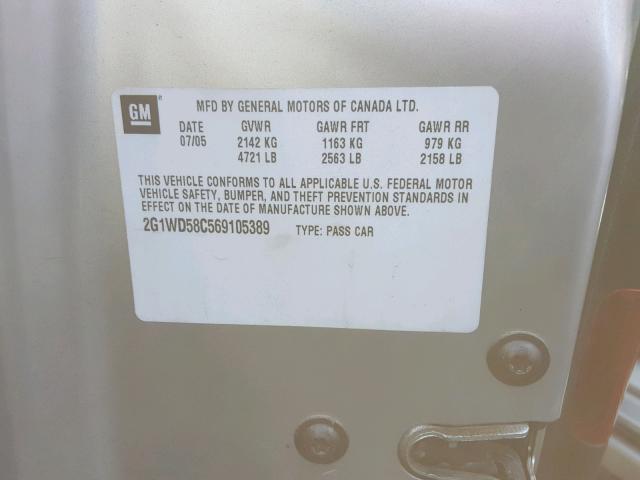 GM ®
MFD BY GENERAL MOTORS OF CANADA LTD.
DATE GVWR GAWR FRT GAWR RR
07/05 2142 KG 1163 KG 979 KG
4721 LB 2563 LB 2158 LB
THIS VEHICLE CONFORMS TO ALL APPLICABLE U.S. FEDERAL MOTOR
VEHICLE SAFETY, BUMPER, AND THEFT PREVENTION STANDARDS IN
EFFECT ON THE DATE OF MANUFACTURE SHOWN ABOVE.
2G1WD58C569105389 TYPE: PASS CAR